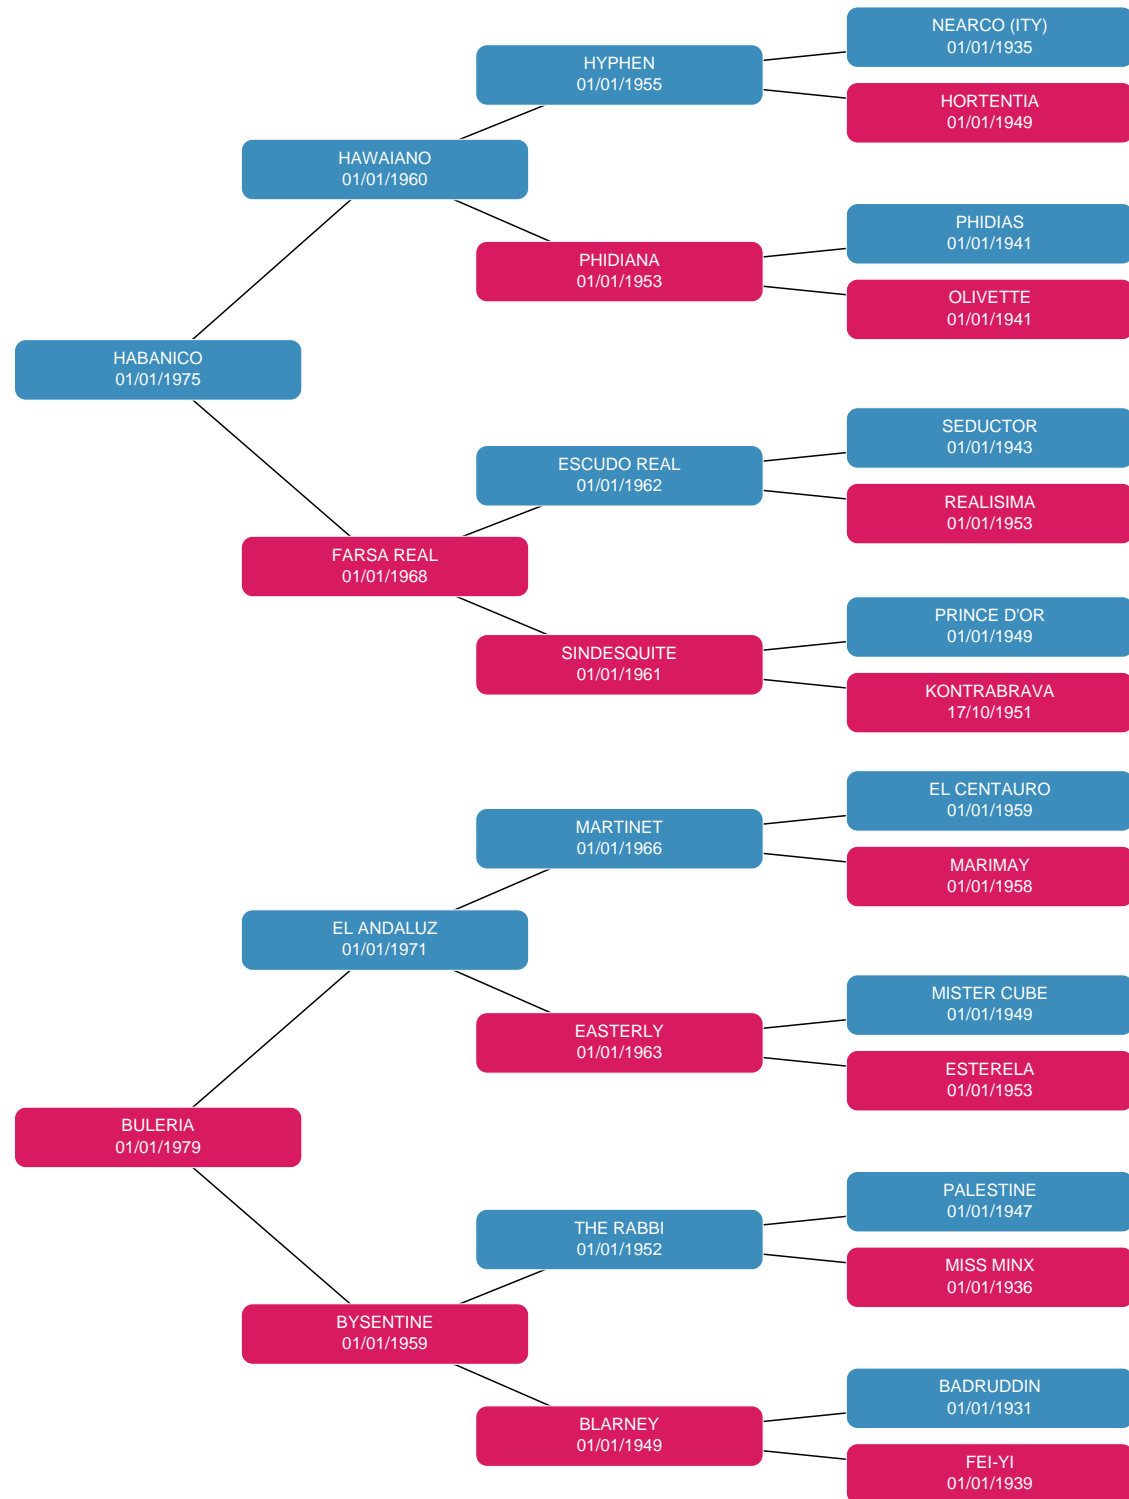 NEARCO (ITY)
01/01/1935
HYPHEN
01/01/1955
HORTENTIA
01/01/1949
HAWAIANO
01/01/1960
PHIDIAS
01/01/1941
PHIDIANA
01/01/1953
OLIVETTE
01/01/1941
HABANICO
01/01/1975
SEDUCTOR
01/01/1943
ESCUDO REAL
01/01/1962
REALISIMA
01/01/1953
FARSA REAL
01/01/1968
PRINCE D'OR
01/01/1949
SINDESQUITE
01/01/1961
KONTRABRAVA
17/10/1951
EL CENTAURO
01/01/1959
MARTINET
01/01/1966
MARIMAY
01/01/1958
EL ANDALUZ
01/01/1971
MISTER CUBE
01/01/1949
EASTERLY
01/01/1963
ESTERELA
01/01/1953
BULERIA
01/01/1979
PALESTINE
01/01/1947
THE RABBI
01/01/1952
MISS MINX
01/01/1936
BYSENTINE
01/01/1959
BADRUDDIN
01/01/1931
BLARNEY
01/01/1949
FEI-YI
01/01/1939